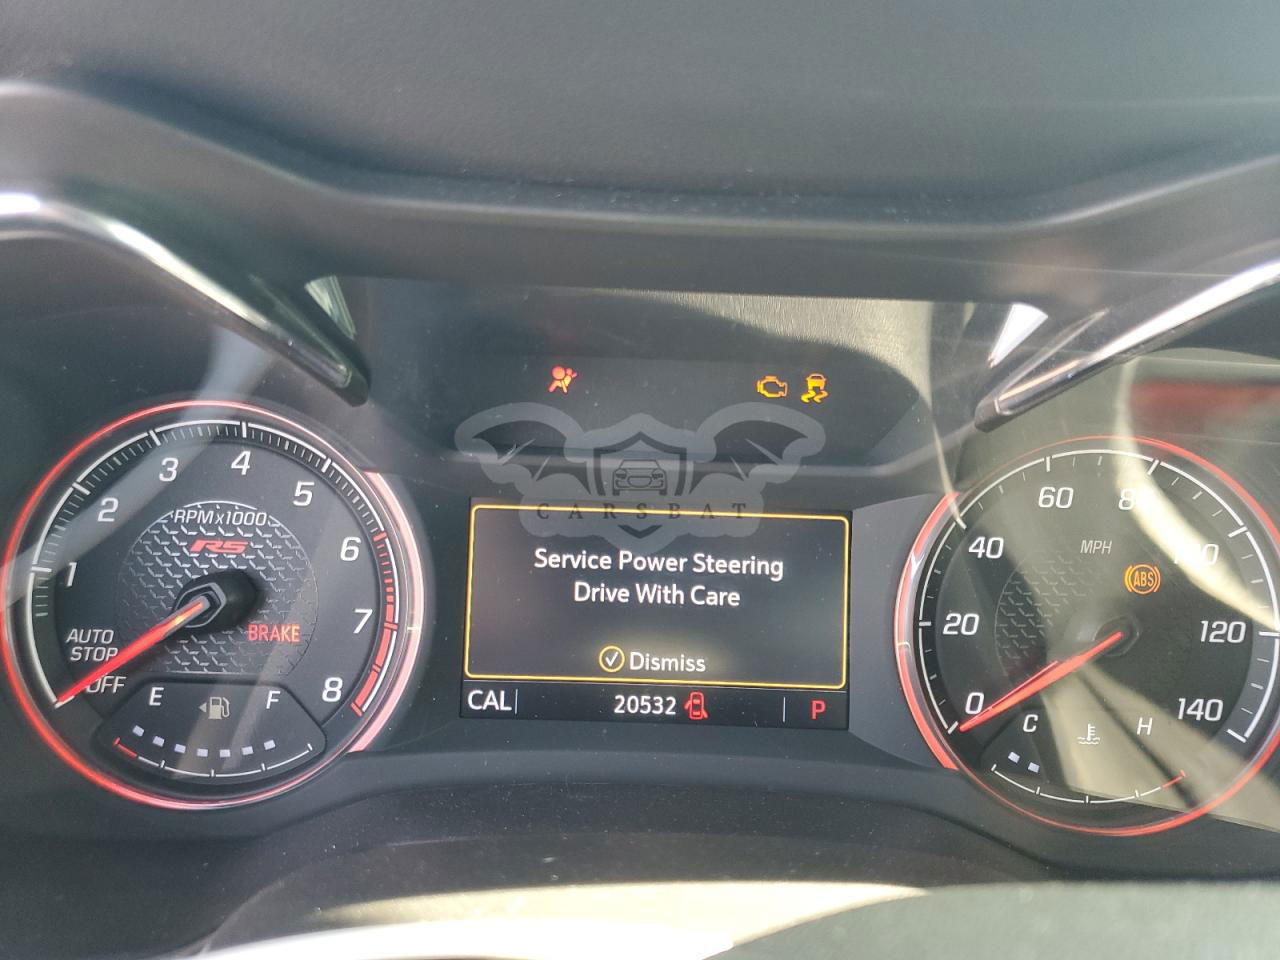 CARSBAT
1
2
3
4
5
6
7
8
RPMx1000
RS
AUTO
STOP
OFF
BRAKE
E
F
Service Power Steering
Drive With Care
Dismiss
CAL
20532
P
0
20
40
60
120
140
MPH
ABS
C
H